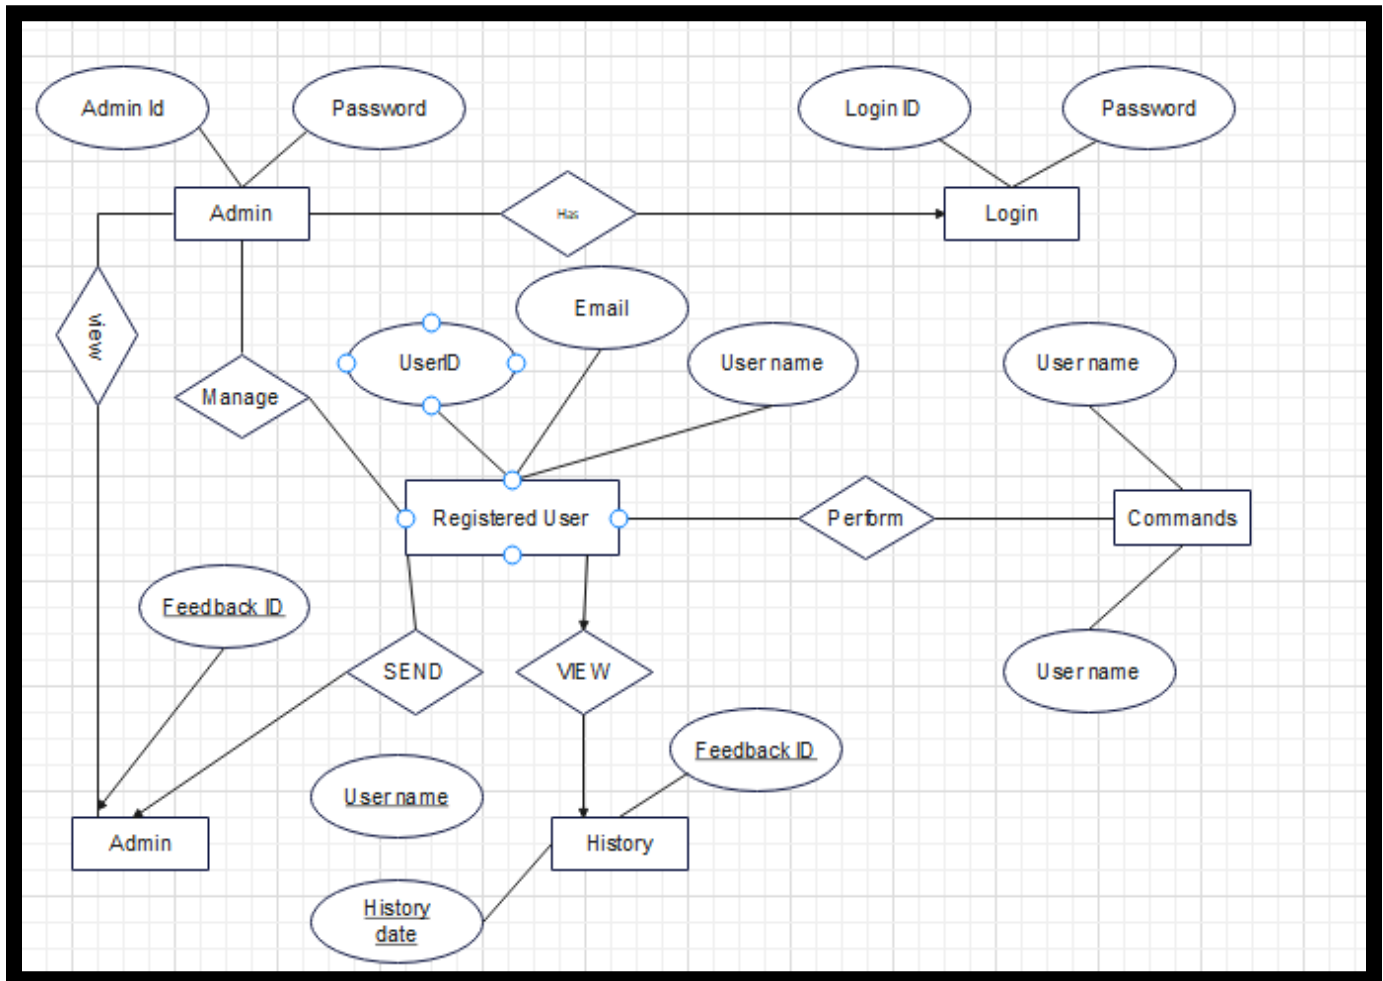 Admin Id
Password
Login ID
Password
Admin
Has
Login
Email
view
UserID
User name
User name
Manage
Registered User
Perform
Commands
Feedback ID
SEND
VIEW
User name
Feedback ID
User name
Admin
History
History
date